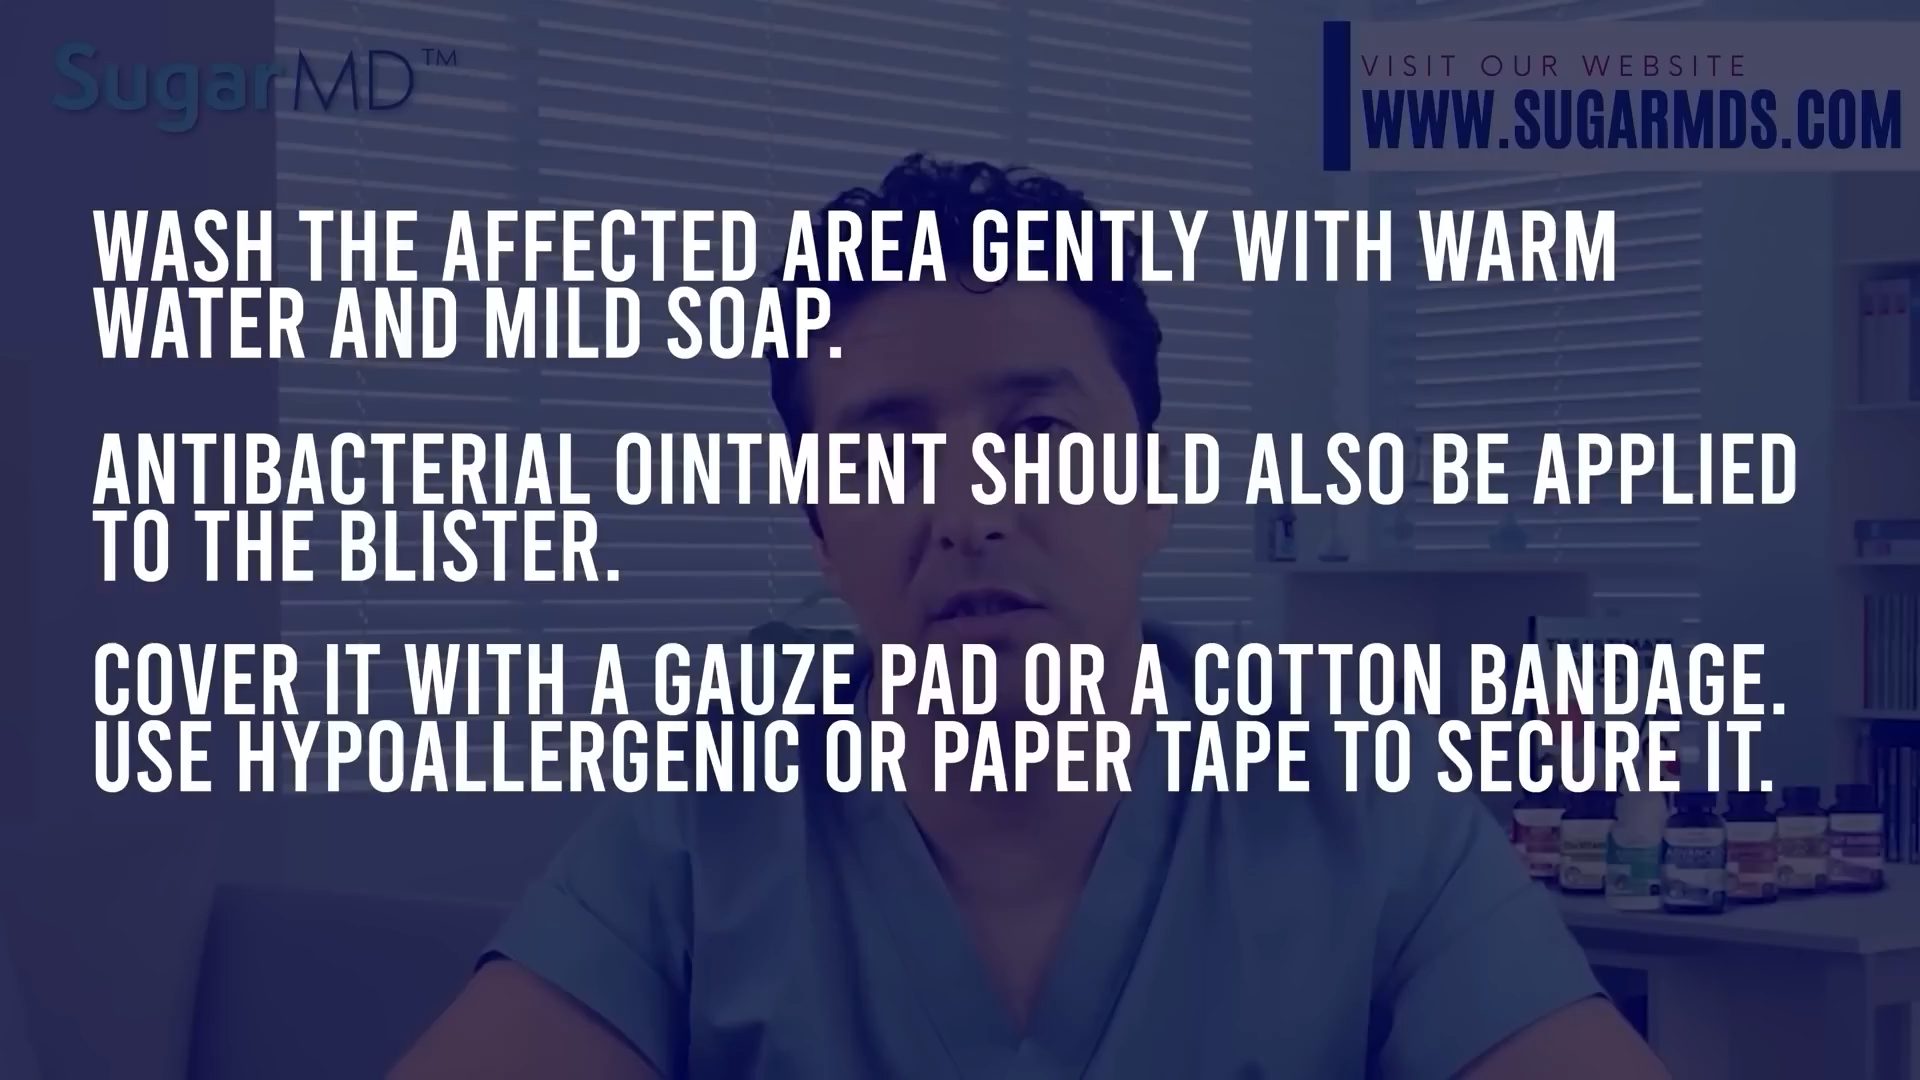 SugarMD™
VISIT OUR WEBSITE
WWW.SUGARMDS.COM
WASH THE AFFECTED AREA GENTLY WITH WARM
WATER AND MILD SOAP.
ANTIBACTERIAL OINTMENT SHOULD ALSO BE APPLIED
TO THE BLISTER.
COVER IT WITH A GAUZE PAD OR A COTTON BANDAGE.
USE HYPOALLERGENIC OR PAPER TAPE TO SECURE IT.